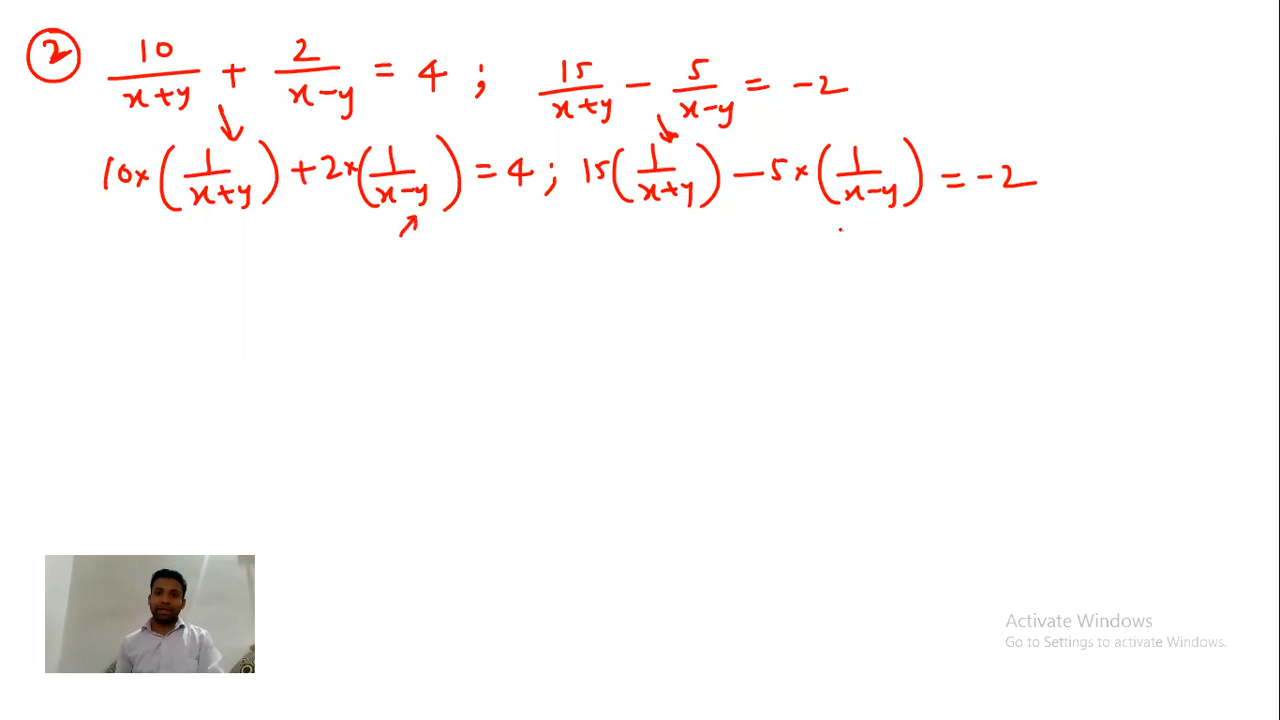 ② 10/(x+y) + 2/(x-y) = 4 ; 15/(x+y) - 5/(x-y) = -2
10×(1/(x+y)) + 2×(1/(x-y)) = 4 ; 15(1/(x+y)) - 5×(1/(x-y)) = -2
Activate Windows
Go to Settings to activate Windows.